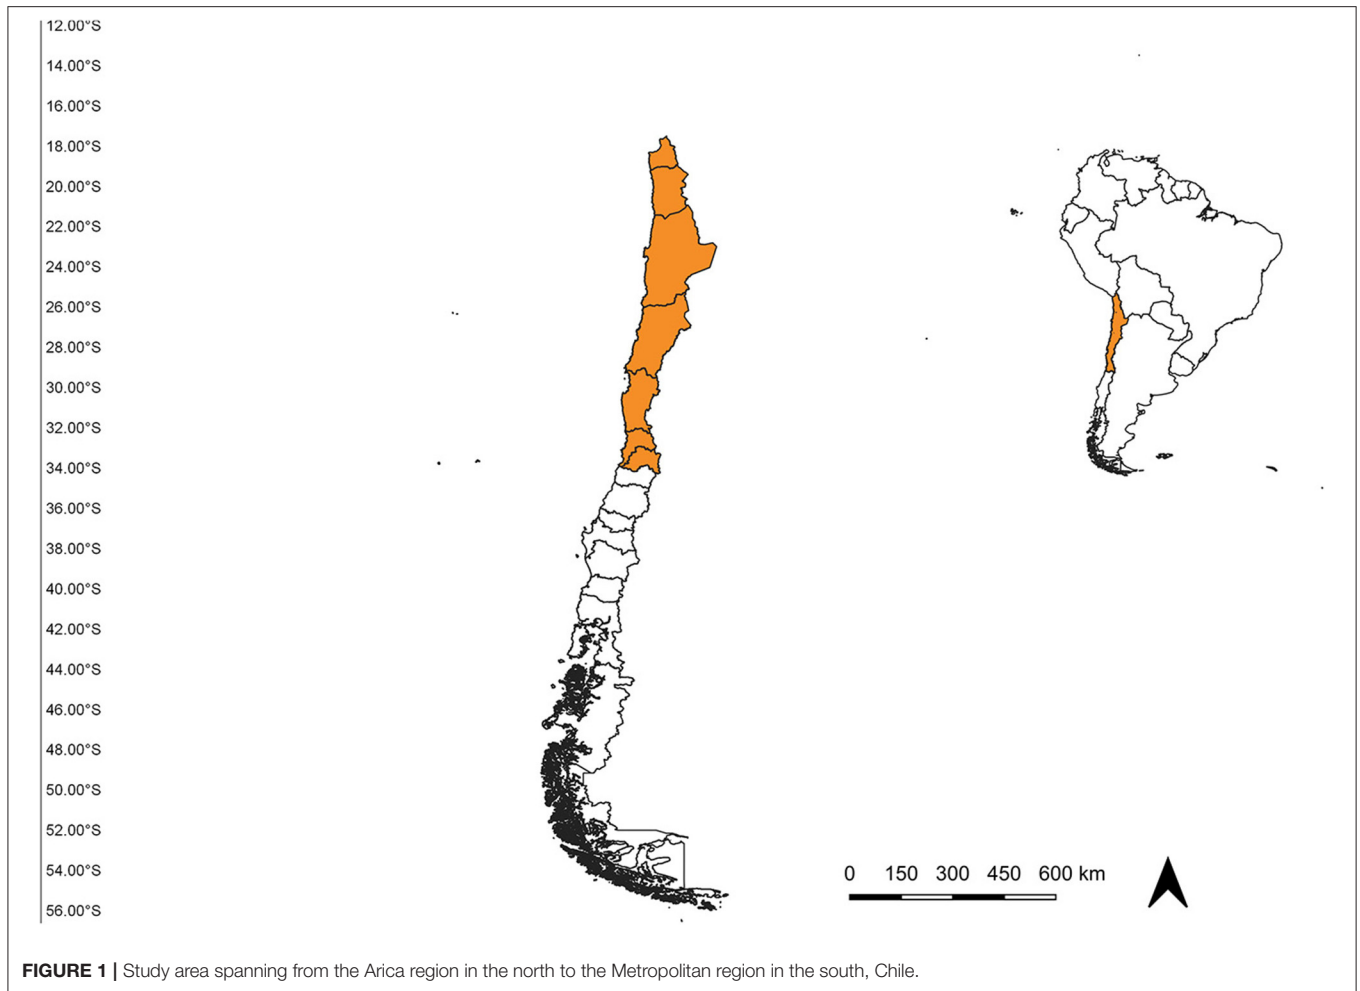 12.00°S
14.00°S
16.00°S
18.00°S
20.00°S
22.00°S
24.00°S
26.00°S
28.00°S
30.00°S
32.00°S
34.00°S
36.00°S
38.00°S
40.00°S
42.00°S
44.00°S
46.00°S
48.00°S
50.00°S
52.00°S
54.00°S
56.00°S
0 150 300 450 600 km
FIGURE 1 | Study area spanning from the Arica region in the north to the Metropolitan region in the south, Chile.